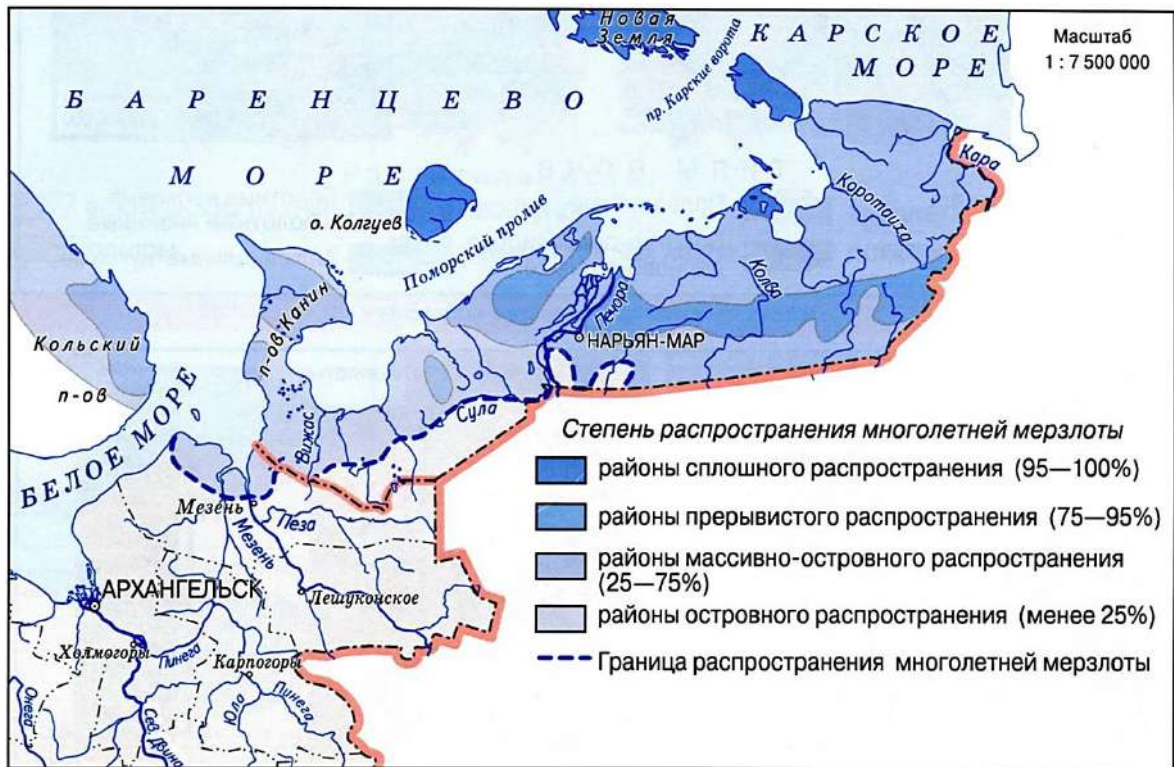 Новая
Земля
КАРСКОЕ
МОРЕ
Масштаб
1 : 7 500 000
пр. Карские ворота
БАРЕНЦЕВО
МОРЕ
Кара
Коротаиха
о. Колгуев
Поморский пролив
Колва
Печора
п-ов Канин
НАРЬЯН-МАР
Кольский
п-ов
Сула
Вижас
БЕЛОЕ МОРЕ
Мезень
Мезень
Пеза
АРХАНГЕЛЬСК
Лешуконское
Холмогоры
Пинега
Карпогоры
Онега
Сев. Двина
Юла
Пинега
Степень распространения многолетней мерзлоты
районы сплошного распространения (95—100%)
районы прерывистого распространения (75—95%)
районы массивно-островного распространения
(25—75%)
районы островного распространения (менее 25%)
Граница распространения многолетней мерзлоты